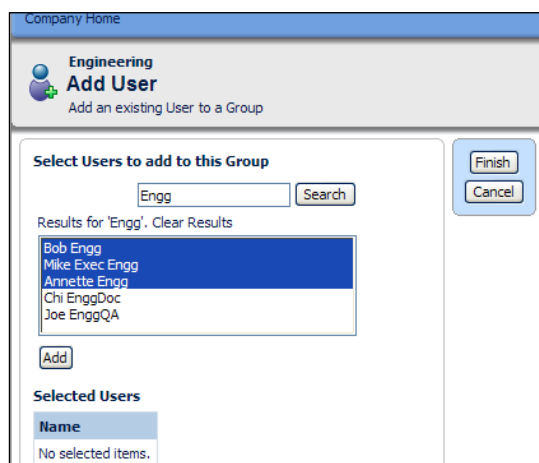 Company Home
Engineering
Add User
Add an existing User to a Group
Select Users to add to this Group
Finish
Engg Search
Cancel
Results for 'Engg'. Clear Results
Bob Engg
Mike Exec Engg
Annette Engg
Chi EnggDoc
Joe EnggQA
Add
Selected Users
Name
No selected items.